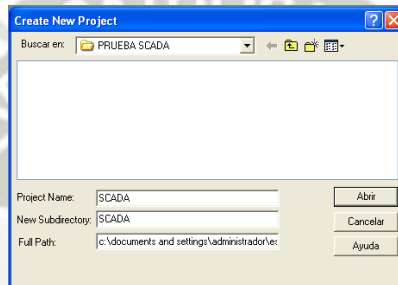 Create New Project
Buscar en: PRUEBA SCADA
Project Name: SCADA
New Subdirectory: SCADA
Full Path: c:\documents and settings\administrador\es
Abrir
Cancelar
Ayuda